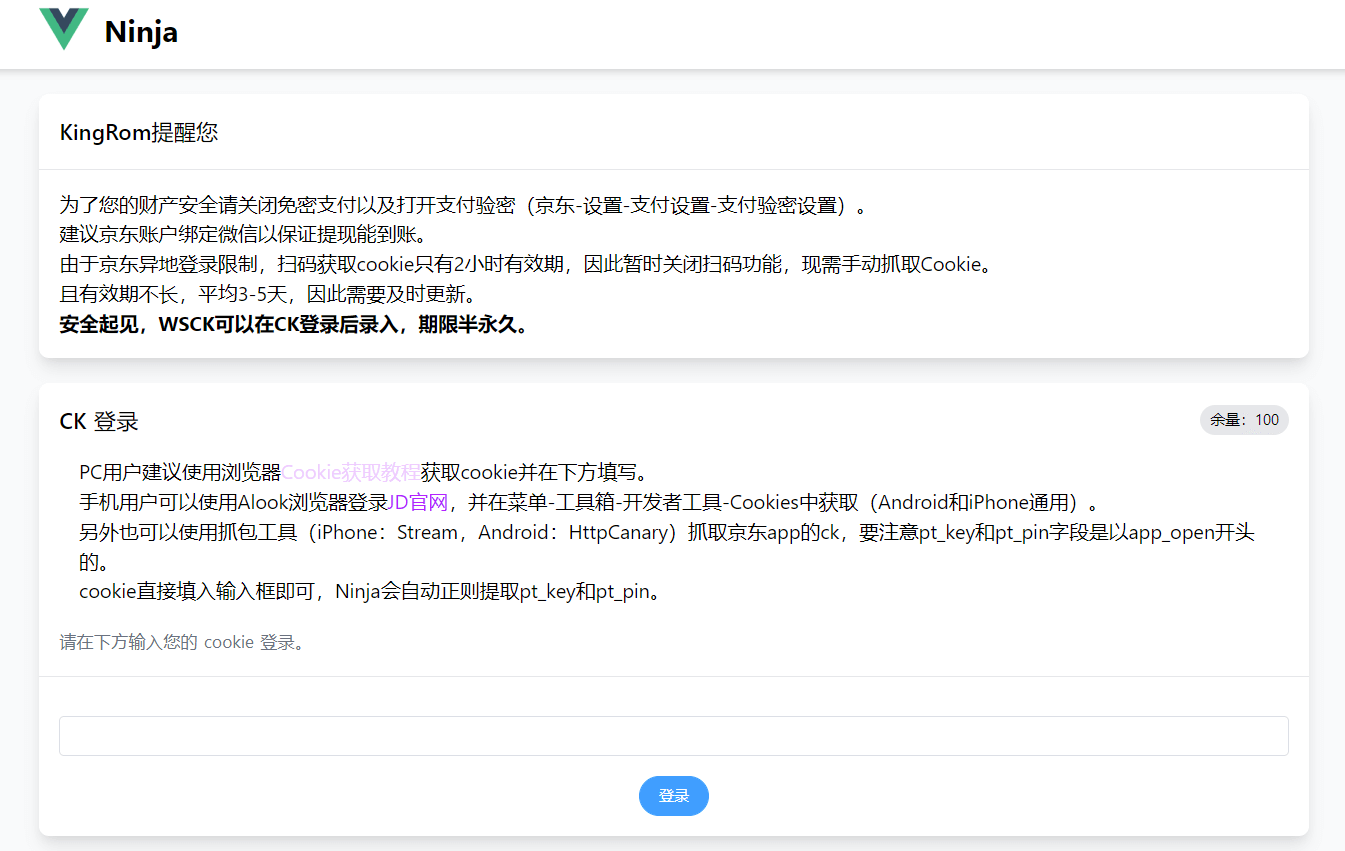 Ninja
KingRom提醒您
为了您的财产安全请关闭免密支付以及打开支付验密（京东-设置-支付设置-支付验密设置）。
建议京东账户绑定微信以保证提现能到账。
由于京东异地登录限制，扫码获取cookie只有2小时有效期，因此暂时关闭扫码功能，现需手动抓取Cookie。
且有效期不长，平均3-5天，因此需要及时更新。
安全起见，WSCK可以在CK登录后录入，期限半永久。
CK 登录
余量：100
PC用户建议使用浏览器Cookie获取教程获取cookie并在下方填写。
手机用户可以使用Alook浏览器登录JD官网，并在菜单-工具箱-开发者工具-Cookies中获取（Android和iPhone通用）。
另外也可以使用抓包工具（iPhone：Stream，Android：HttpCanary）抓取京东app的ck，要注意pt_key和pt_pin字段是以app_open开头
的。
cookie直接填入输入框即可，Ninja会自动正则提取pt_key和pt_pin。
请在下方输入您的 cookie 登录。
登录